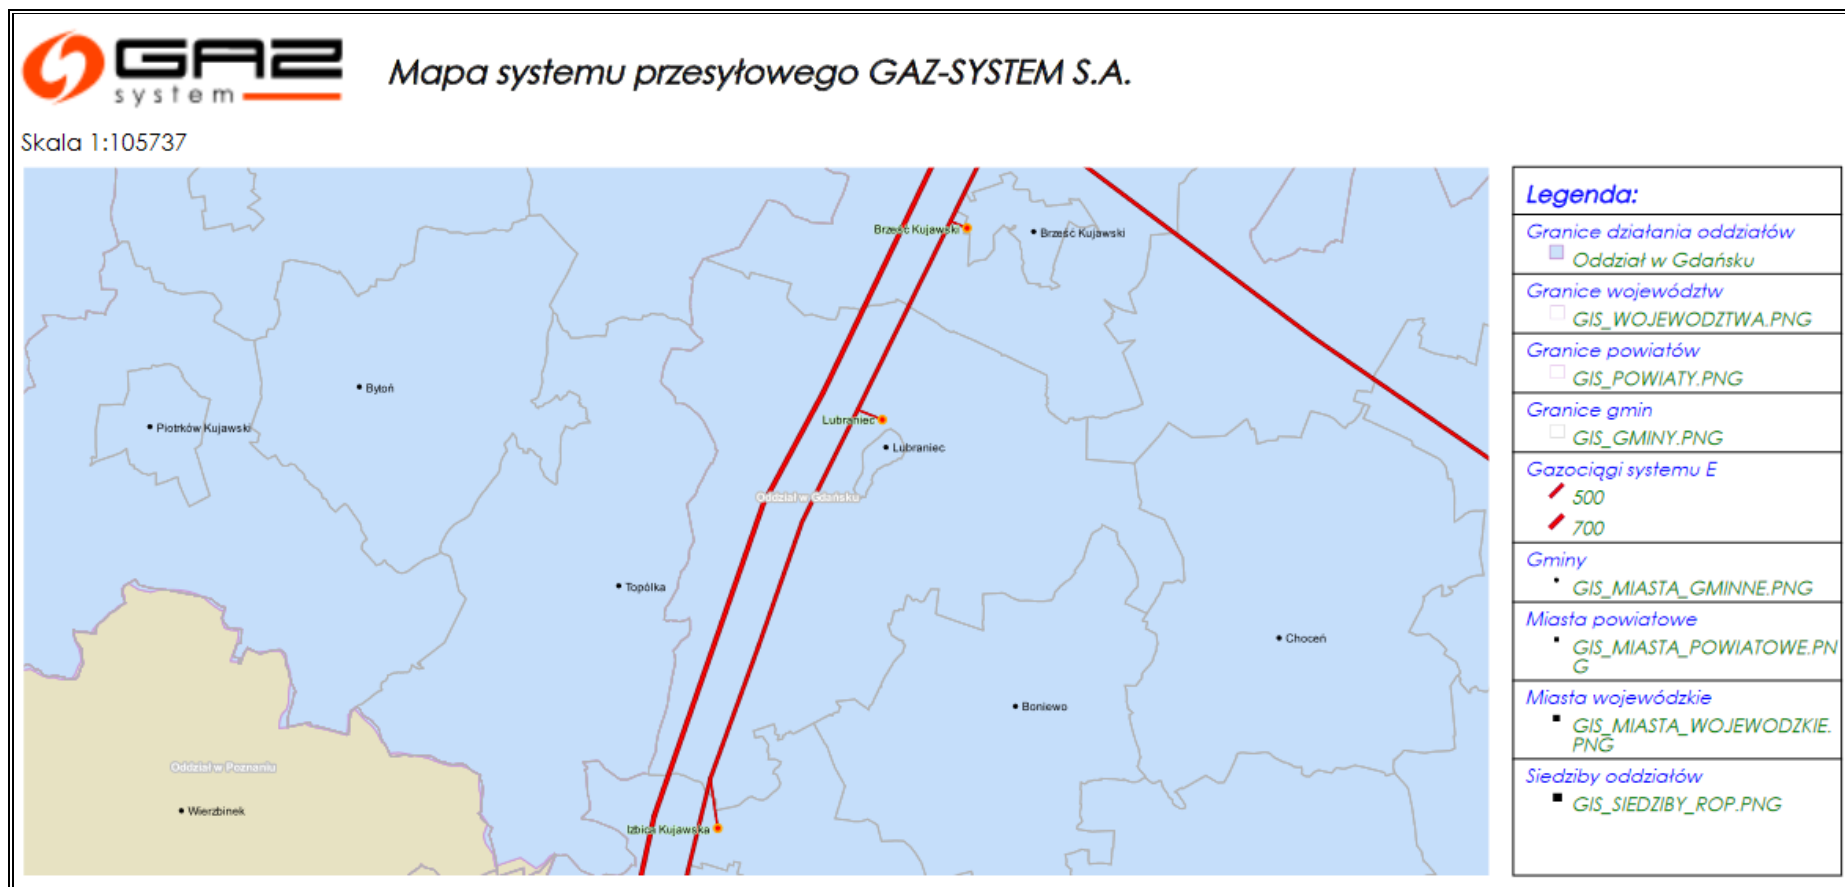 GAZ
system
Mapa systemu przesyłowego GAZ-SYSTEM S.A.
Skala 1:105737
Brześć Kujawski
Brześć Kujawski
Bytoń
Piotrków Kujawski
Lubraniec
Lubraniec
Oddział w Gdańsku
Topólka
Choceń
Boniewo
Oddział w Poznaniu
Wierzbinek
Izbica Kujawska
Legenda:
Granice działania oddziałów
Oddział w Gdańsku
Granice województw
GIS_WOJEWODZTWA.PNG
Granice powiatów
GIS_POWIATY.PNG
Granice gmin
GIS_GMINY.PNG
Gazociągi systemu E
500
700
Gminy
GIS_MIASTA_GMINNE.PNG
Miasta powiatowe
GIS_MIASTA_POWIATOWE.PN
G
Miasta wojewódzkie
GIS_MIASTA_WOJEWODZKIE.
PNG
Siedziby oddziałów
GIS_SIEDZIBY_ROP.PNG